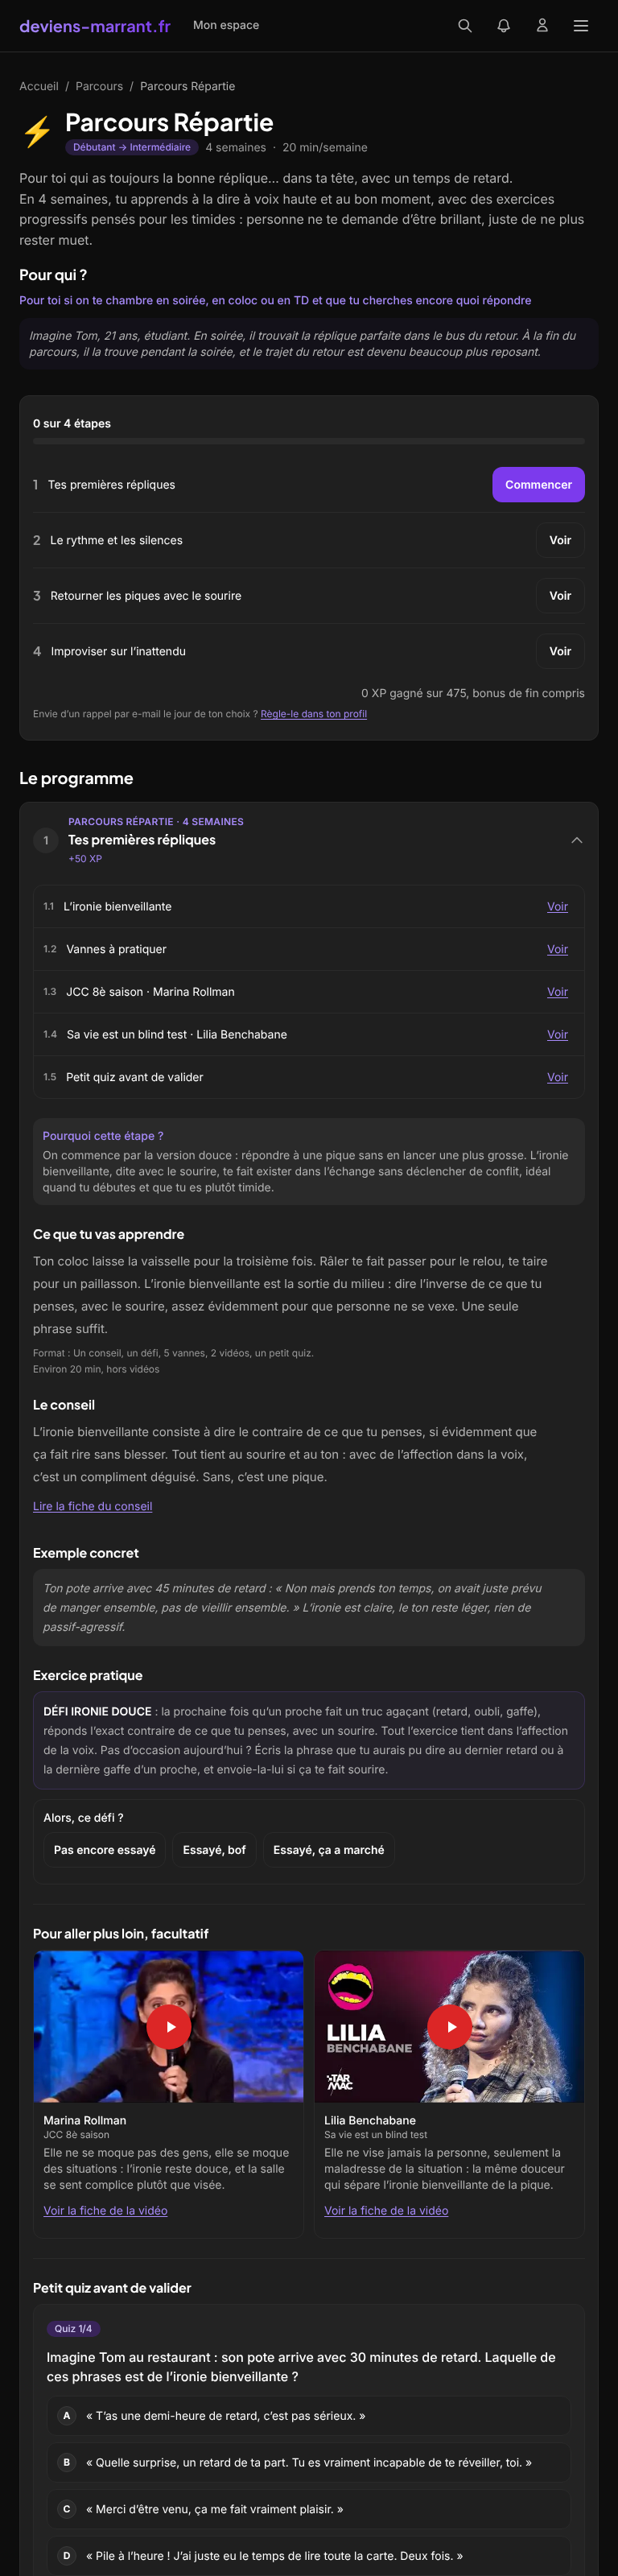 deviens-marrant.fr
Mon espace
Accueil / Parcours / Parcours Répartie
Parcours Répartie
Débutant → Intermédiaire 4 semaines · 20 min/semaine
Pour toi qui as toujours la bonne réplique… dans ta tête, avec un temps de retard.
En 4 semaines, tu apprends à la dire à voix haute et au bon moment, avec des exercices
progressifs pensés pour les timides : personne ne te demande d’être brillant, juste de ne plus
rester muet.
Pour qui ?
Pour toi si on te chambre en soirée, en coloc ou en TD et que tu cherches encore quoi répondre
Imagine Tom, 21 ans, étudiant. En soirée, il trouvait la réplique parfaite dans le bus du retour. À la fin du
parcours, il la trouve pendant la soirée, et le trajet du retour est devenu beaucoup plus reposant.
0 sur 4 étapes
1 Tes premières répliques Commencer
2 Le rythme et les silences Voir
3 Retourner les piques avec le sourire Voir
4 Improviser sur l’inattendu Voir
0 XP gagné sur 475, bonus de fin compris
Envie d’un rappel par e-mail le jour de ton choix ? Règle-le dans ton profil
Le programme
PARCOURS RÉPARTIE · 4 SEMAINES
1 Tes premières répliques
+50 XP
1.1 L’ironie bienveillante Voir
1.2 Vannes à pratiquer Voir
1.3 JCC 8è saison · Marina Rollman Voir
1.4 Sa vie est un blind test · Lilia Benchabane Voir
1.5 Petit quiz avant de valider Voir
Pourquoi cette étape ?
On commence par la version douce : répondre à une pique sans en lancer une plus grosse. L’ironie
bienveillante, dite avec le sourire, te fait exister dans l’échange sans déclencher de conflit, idéal
quand tu débutes et que tu es plutôt timide.
Ce que tu vas apprendre
Ton coloc laisse la vaisselle pour la troisième fois. Râler te fait passer pour le relou, te taire
pour un paillasson. L’ironie bienveillante est la sortie du milieu : dire l’inverse de ce que tu
penses, avec le sourire, assez évidemment pour que personne ne se vexe. Une seule
phrase suffit.
Format : Un conseil, un défi, 5 vannes, 2 vidéos, un petit quiz.
Environ 20 min, hors vidéos
Le conseil
L’ironie bienveillante consiste à dire le contraire de ce que tu penses, si évidemment que
ça fait rire sans blesser. Tout tient au sourire et au ton : avec de l’affection dans la voix,
c’est un compliment déguisé. Sans, c’est une pique.
Lire la fiche du conseil
Exemple concret
Ton pote arrive avec 45 minutes de retard : « Non mais prends ton temps, on avait juste prévu
de manger ensemble, pas de vieillir ensemble. » L’ironie est claire, le ton reste léger, rien de
passif-agressif.
Exercice pratique
DÉFI IRONIE DOUCE : la prochaine fois qu’un proche fait un truc agaçant (retard, oubli, gaffe),
réponds l’exact contraire de ce que tu penses, avec un sourire. Tout l’exercice tient dans l’affection
de la voix. Pas d’occasion aujourd’hui ? Écris la phrase que tu aurais pu dire au dernier retard ou à
la dernière gaffe d’un proche, et envoie-la-lui si ça te fait sourire.
Alors, ce défi ?
Pas encore essayé Essayé, bof Essayé, ça a marché
Pour aller plus loin, facultatif
LILIA
BENCHABANE
TAR
MAC
Marina Rollman
JCC 8è saison
Elle ne se moque pas des gens, elle se moque
des situations : l’ironie reste douce, et la salle
se sent complice plutôt que visée.
Voir la fiche de la vidéo
Lilia Benchabane
Sa vie est un blind test
Elle ne vise jamais la personne, seulement la
maladresse de la situation : la même douceur
qui sépare l’ironie bienveillante de la pique.
Voir la fiche de la vidéo
Petit quiz avant de valider
Quiz 1/4
Imagine Tom au restaurant : son pote arrive avec 30 minutes de retard. Laquelle de
ces phrases est de l’ironie bienveillante ?
A « T’as une demi-heure de retard, c’est pas sérieux. »
B « Quelle surprise, un retard de ta part. Tu es vraiment incapable de te réveiller, toi. »
C « Merci d’être venu, ça me fait vraiment plaisir. »
D « Pile à l’heure ! J’ai juste eu le temps de lire toute la carte. Deux fois. »